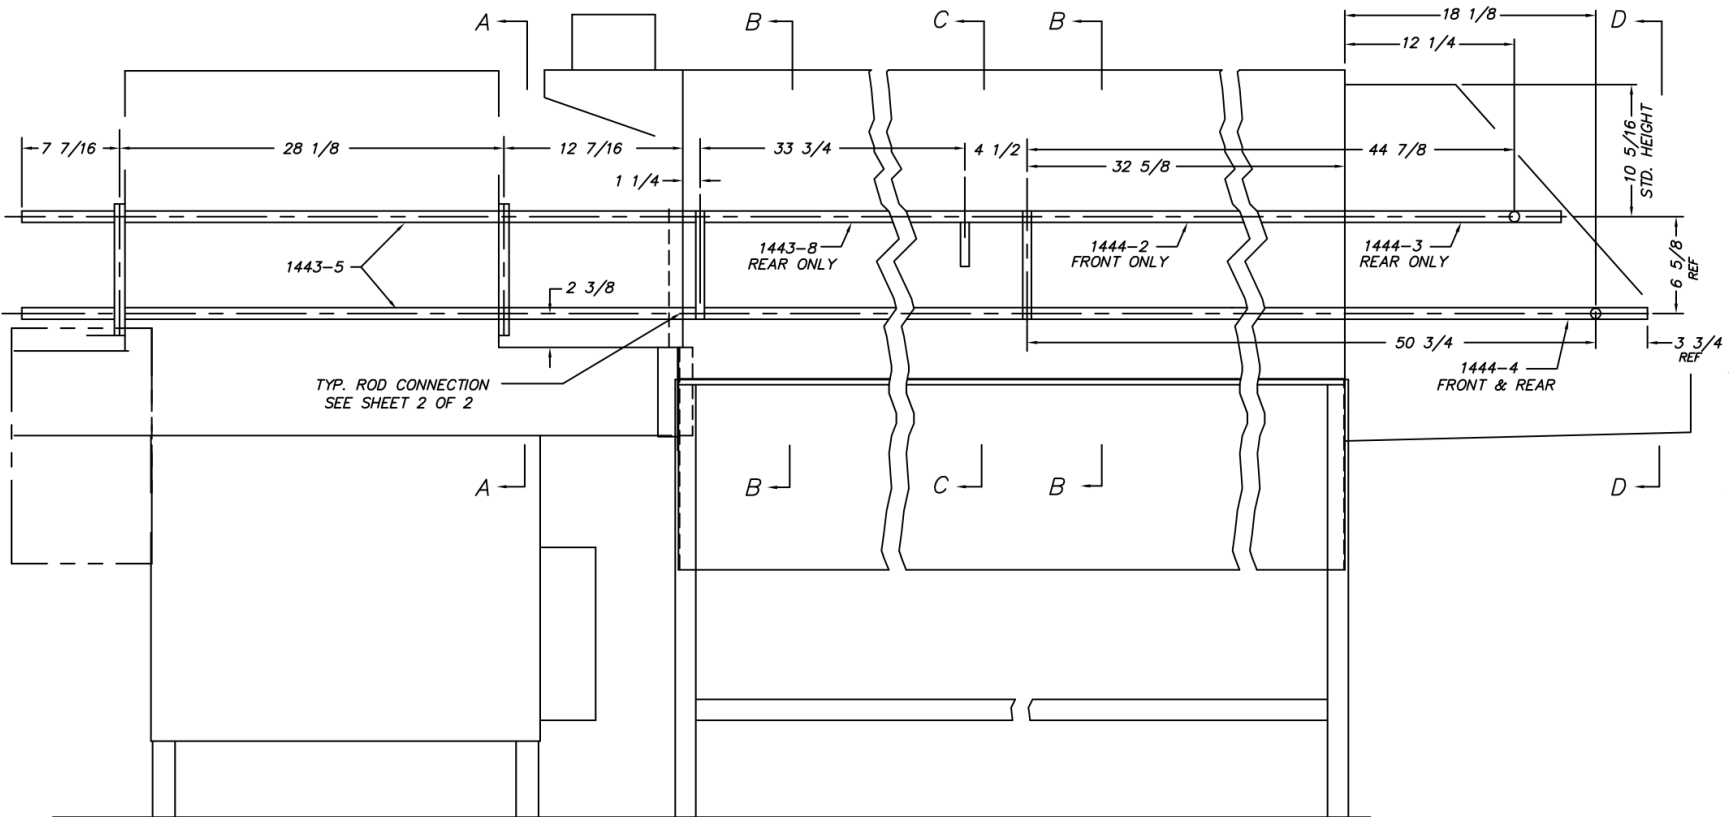 A
B
C
B
18 1/8
D
12 1/4
10 5/16
STD. HEIGHT
7 7/16
28 1/8
12 7/16
33 3/4
4 1/2
44 7/8
32 5/8
1 1/4
1443-8
REAR ONLY
1444-2
FRONT ONLY
1444-3
REAR ONLY
6 5/8
REF
1443-5
2 3/8
50 3/4
3 3/4
REF
1444-4
FRONT & REAR
TYP. ROD CONNECTION
SEE SHEET 2 OF 2
A
B
C
B
D